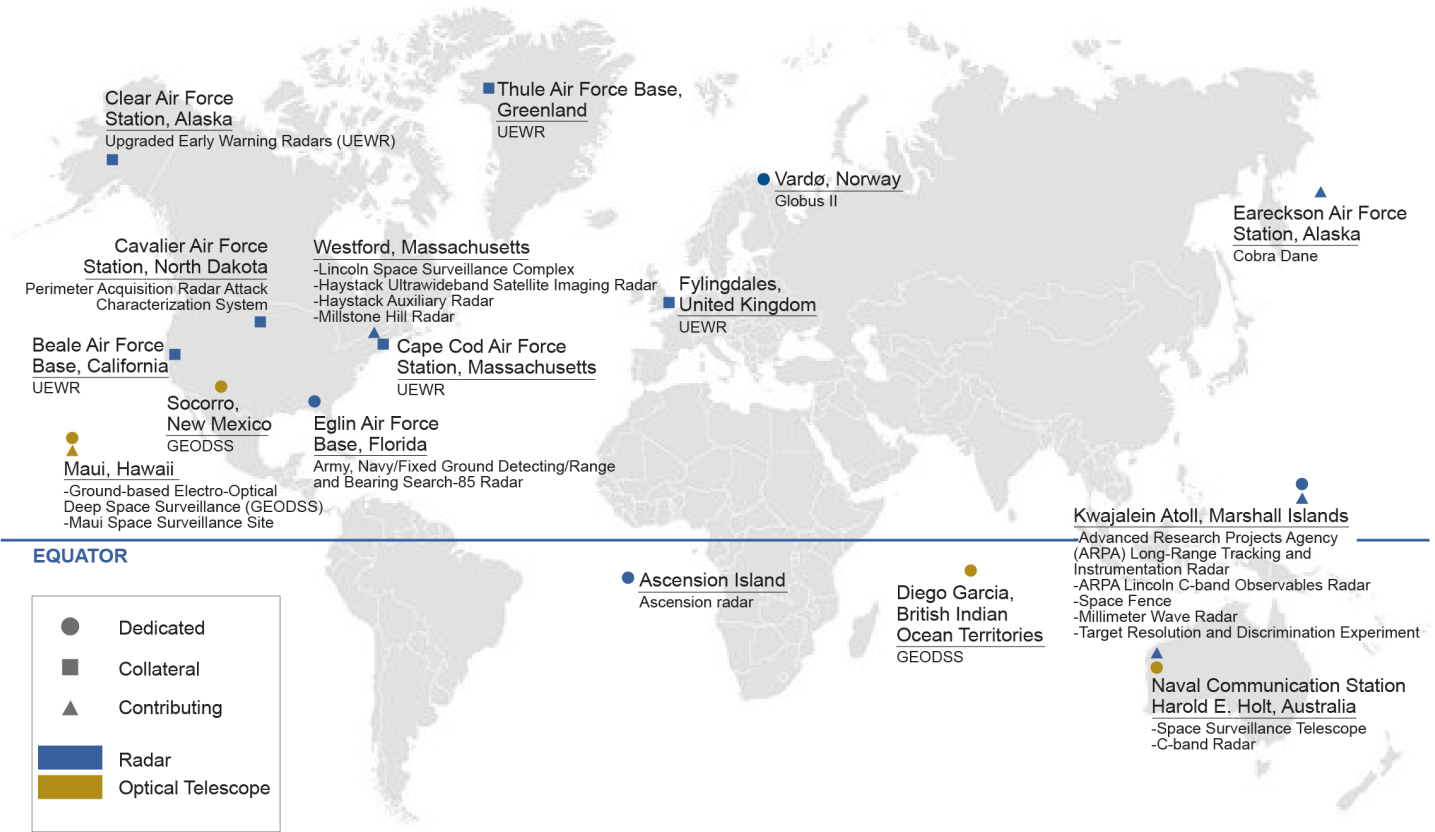 Clear Air Force
Station, Alaska
Upgraded Early Warning Radars (UEWR)
Thule Air Force Base,
Greenland
UEWR
Vardø, Norway
Globus II
Eareckson Air Force
Station, Alaska
Cobra Dane
Cavalier Air Force
Station, North Dakota
Perimeter Acquisition Radar Attack
Characterization System
Westford, Massachusetts
-Lincoln Space Surveillance Complex
-Haystack Ultrawideband Satellite Imaging Radar
-Haystack Auxiliary Radar
-Millstone Hill Radar
Fylingdales,
United Kingdom
UEWR
Beale Air Force
Base, California
UEWR
Cape Cod Air Force
Station, Massachusetts
UEWR
Socorro,
New Mexico
GEODSS
Eglin Air Force
Base, Florida
Army, Navy/Fixed Ground Detecting/Range
and Bearing Search-85 Radar
Maui, Hawaii
-Ground-based Electro-Optical
Deep Space Surveillance (GEODSS)
-Maui Space Surveillance Site
Kwajalein Atoll, Marshall Islands
-Advanced Research Projects Agency
(ARPA) Long-Range Tracking and
Instrumentation Radar
-ARPA Lincoln C-band Observables Radar
-Space Fence
-Millimeter Wave Radar
-Target Resolution and Discrimination Experiment
EQUATOR
Ascension Island
Ascension radar
Diego Garcia,
British Indian
Ocean Territories
GEODSS
Naval Communication Station
Harold E. Holt, Australia
-Space Surveillance Telescope
-C-band Radar
Dedicated
Collateral
Contributing
Radar
Optical Telescope